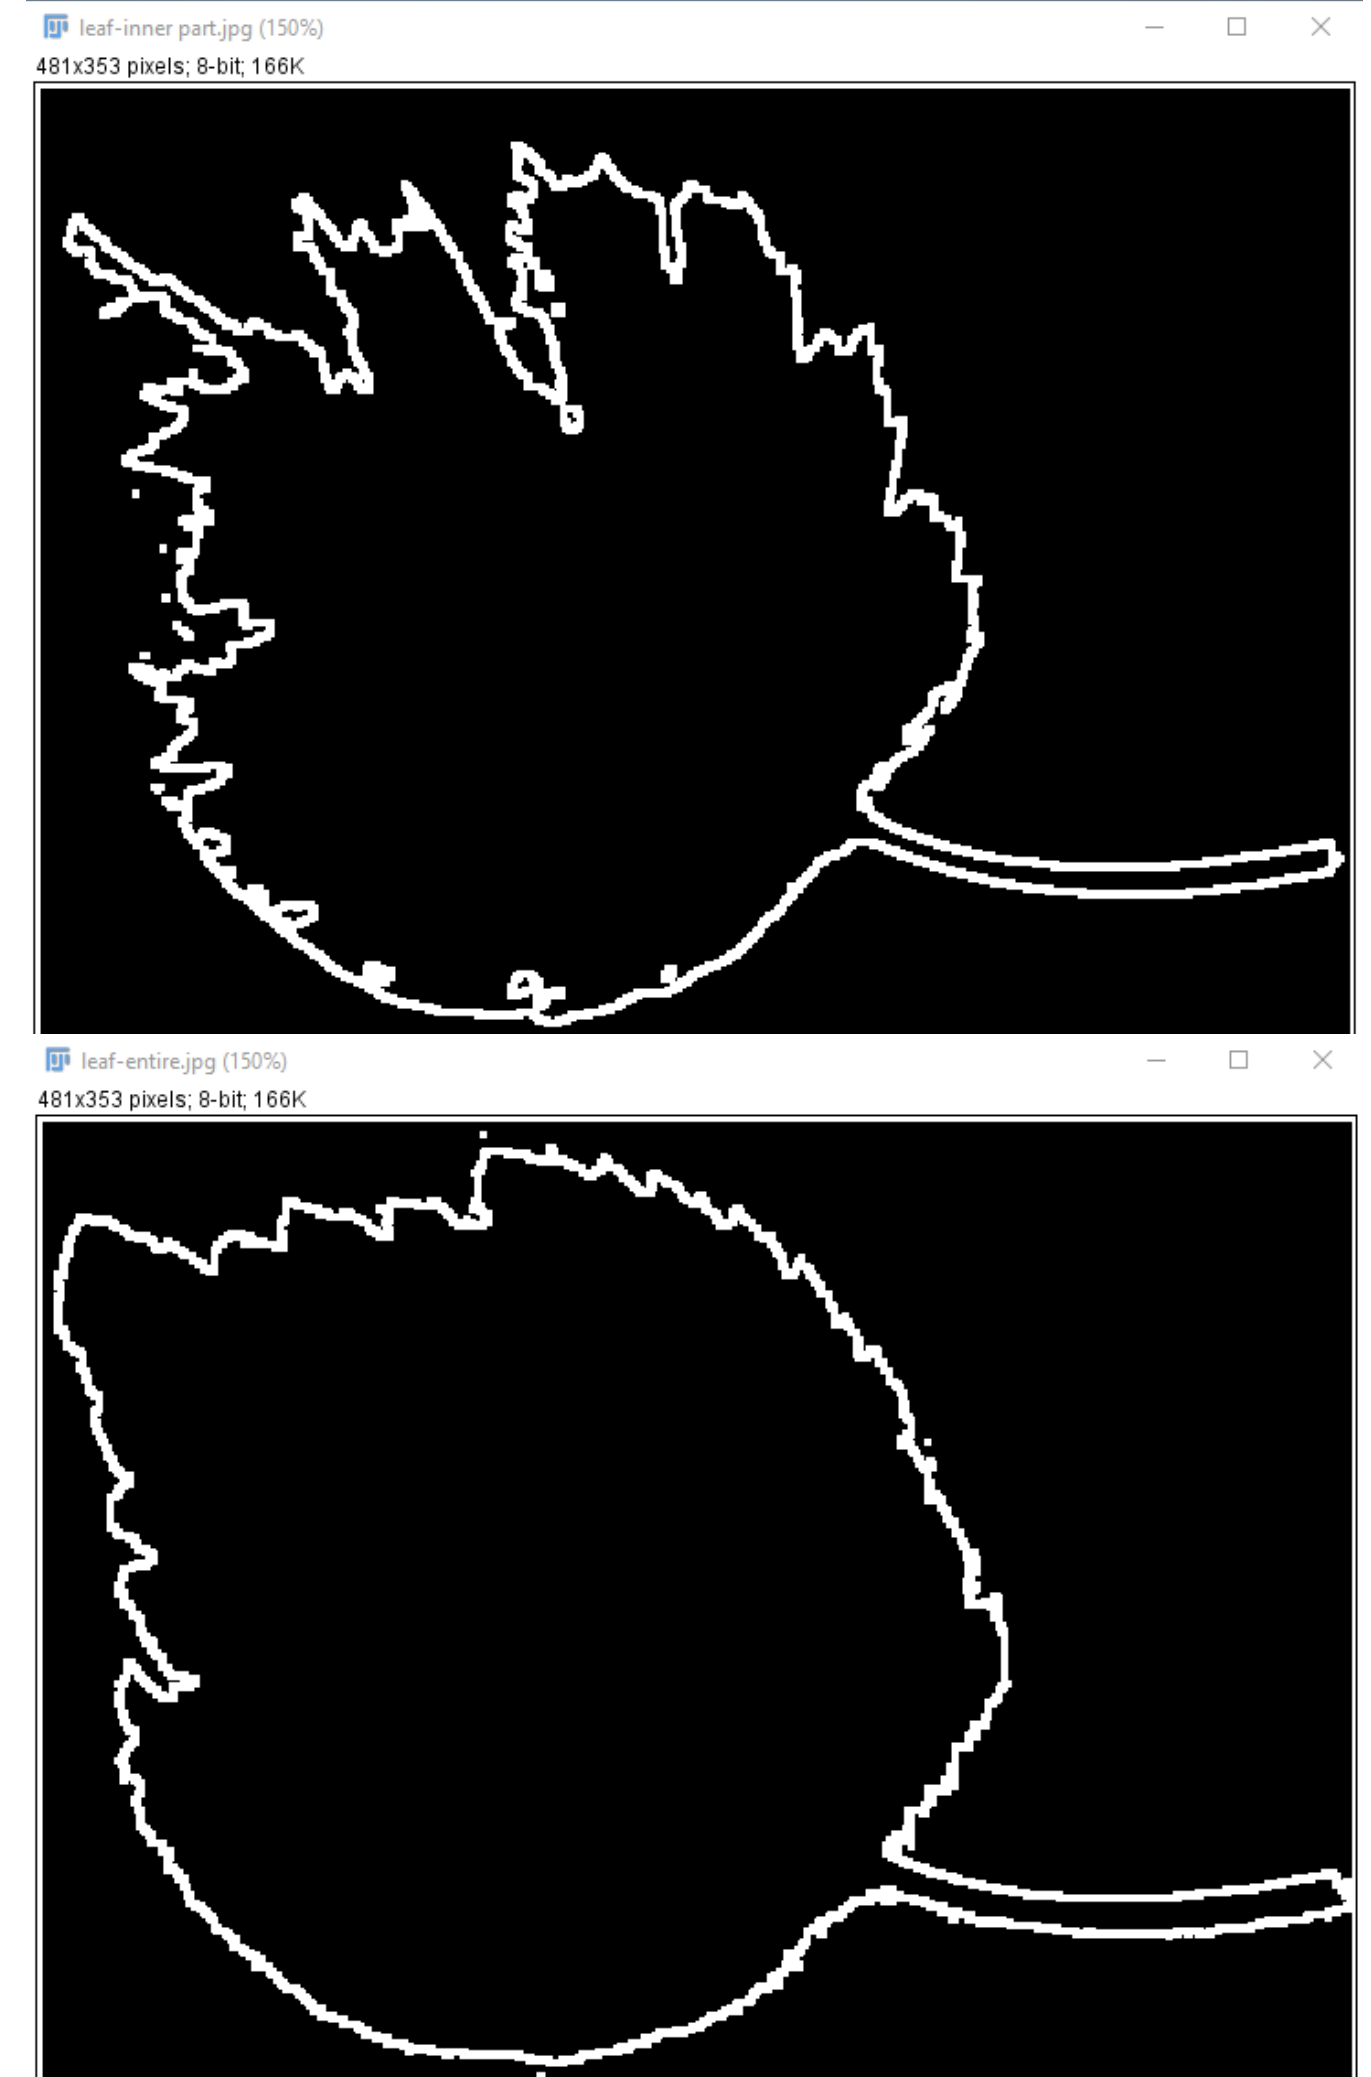 leaf-inner part.jpg (150%)
481x353 pixels; 8-bit; 166K
leaf-entire.jpg (150%)
481x353 pixels; 8-bit; 166K